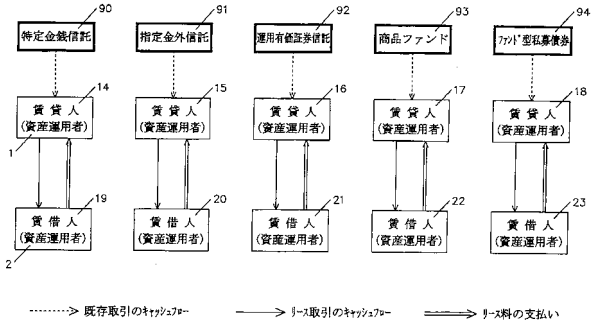 90
91
92
93
94
特定金銭信託
指定金外信託
運用有価証券信託
商品ファンド
ファンド型私募債券
14
15
16
17
18
賃貸人
(資産運用者)
賃貸人
(資産運用者)
賃貸人
(資産運用者)
賃貸人
(資産運用者)
賃貸人
(資産運用者)
1
19
20
21
22
23
賃借人
(資産運用者)
賃借人
(資産運用者)
賃借人
(資産運用者)
賃借人
(資産運用者)
賃借人
(資産運用者)
2
既存取引のキャッシュフロー
リース取引のキャッシュフロー
リース料の支払い